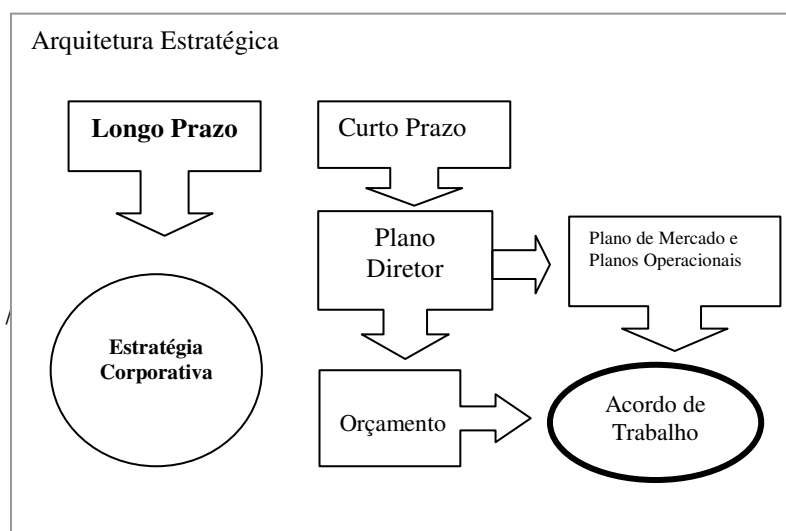 Arquitetura Estratégica
Longo Prazo
Curto Prazo
Plano
Diretor
Plano de Mercado e
Planos Operacionais
Estratégia
Corporativa
Orçamento
Acordo de
Trabalho